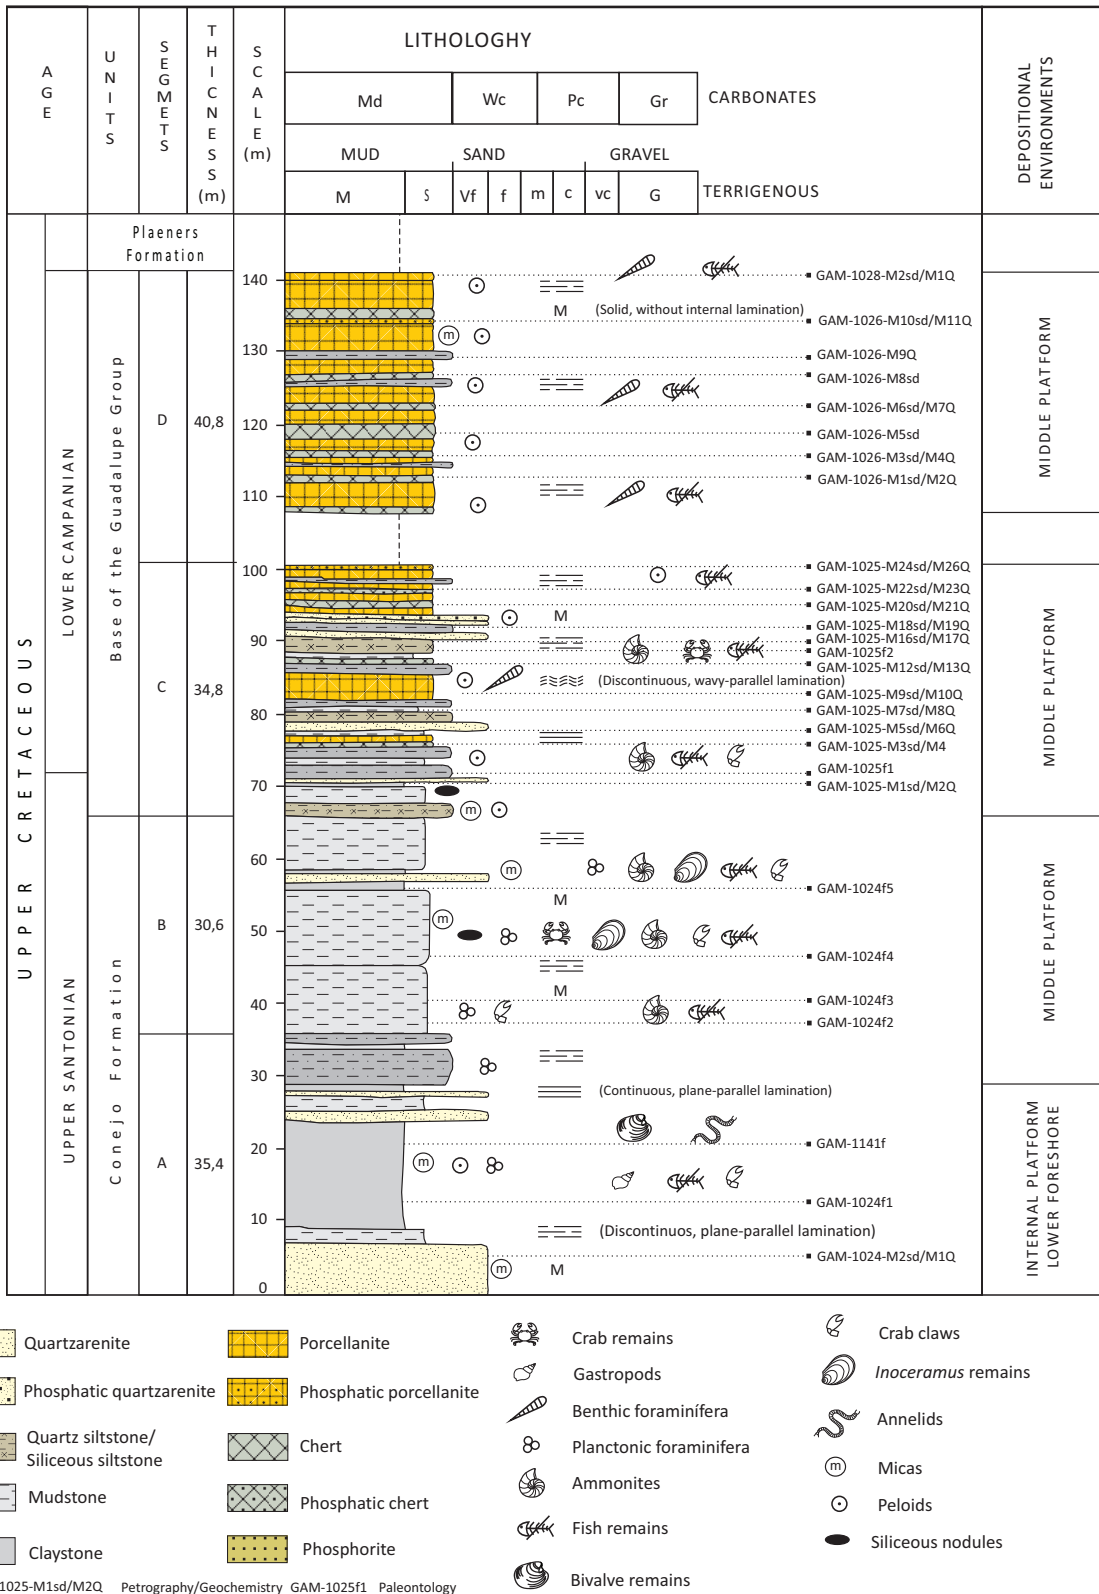 AGE
UNITS
SEGMETS
THICNESS (m)
SCALE (m)
LITHOLOGHY
Md
Wc
Pc
Gr
CARBONATES
MUD
SAND
GRAVEL
M
S
Vf
f
m
c
vc
G
TERRIGENOUS
DEPOSITIONAL
ENVIRONMENTS
UPPER CRETACEOUS
LOWER CAMPANIAN
UPPER SANTONIAN
Plaeners
Formation
Base of the Guadalupe Group
Conejo Formation
D
40,8
C
34,8
B
30,6
A
35,4
140
130
120
110
100
90
80
70
60
50
40
30
20
10
0
GAM-1028-M2sd/M1Q
M
(Solid, without internal lamination)
GAM-1026-M10sd/M11Q
m
GAM-1026-M9Q
GAM-1026-M8sd
GAM-1026-M6sd/M7Q
GAM-1026-M5sd
GAM-1026-M3sd/M4Q
GAM-1026-M1sd/M2Q
GAM-1025-M24sd/M26Q
GAM-1025-M22sd/M23Q
GAM-1025-M20sd/M21Q
M
GAM-1025-M18sd/M19Q
GAM-1025-M16sd/M17Q
GAM-1025f2
GAM-1025-M12sd/M13Q
(Discontinuous, wavy-parallel lamination)
GAM-1025-M9sd/M10Q
GAM-1025-M7sd/M8Q
GAM-1025-M5sd/M6Q
GAM-1025-M3sd/M4
GAM-1025f1
GAM-1025-M1sd/M2Q
m
m
GAM-1024f5
M
m
GAM-1024f4
M
GAM-1024f3
GAM-1024f2
(Continuous, plane-parallel lamination)
GAM-1141f
m
GAM-1024f1
(Discontinuos, plane-parallel lamination)
GAM-1024-M2sd/M1Q
m
M
MIDDLE PLATFORM
MIDDLE PLATFORM
MIDDLE PLATFORM
INTERNAL PLATFORM
LOWER FORESHORE
Quartzarenite
Phosphatic quartzarenite
Quartz siltstone/
Siliceous siltstone
Mudstone
Claystone
Porcellanite
Phosphatic porcellanite
Chert
Phosphatic chert
Phosphorite
Crab remains
Gastropods
Benthic foraminífera
Planctonic foraminifera
Ammonites
Fish remains
Bivalve remains
Crab claws
Inoceramus remains
Annelids
m Micas
Peloids
Siliceous nodules
1025-M1sd/M2Q Petrography/Geochemistry GAM-1025f1 Paleontology